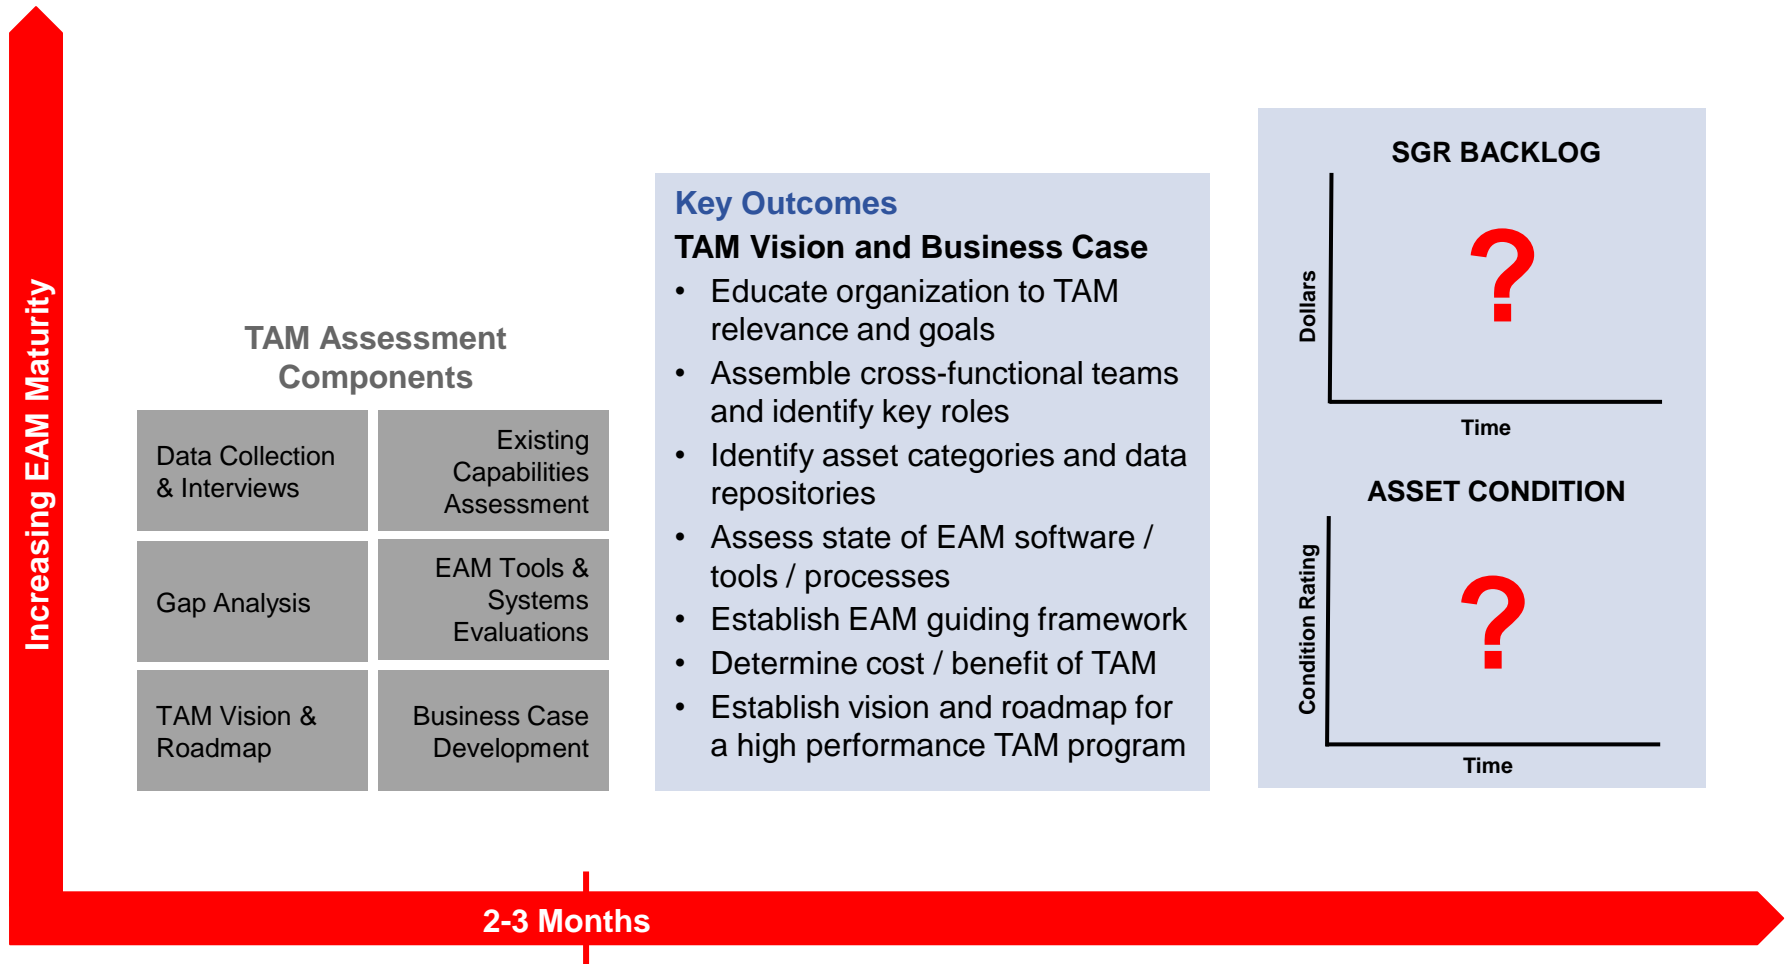 Increasing EAM Maturity
TAM Assessment
Components
Data Collection
& Interviews
Existing
Capabilities
Assessment
Gap Analysis
EAM Tools &
Systems
Evaluations
TAM Vision &
Roadmap
Business Case
Development
Key Outcomes
TAM Vision and Business Case
• Educate organization to TAM
relevance and goals
• Assemble cross-functional teams
and identify key roles
• Identify asset categories and data
repositories
• Assess state of EAM software /
tools / processes
• Establish EAM guiding framework
• Determine cost / benefit of TAM
• Establish vision and roadmap for
a high performance TAM program
SGR BACKLOG
Dollars
?
Time
ASSET CONDITION
Condition Rating
?
Time
2-3 Months